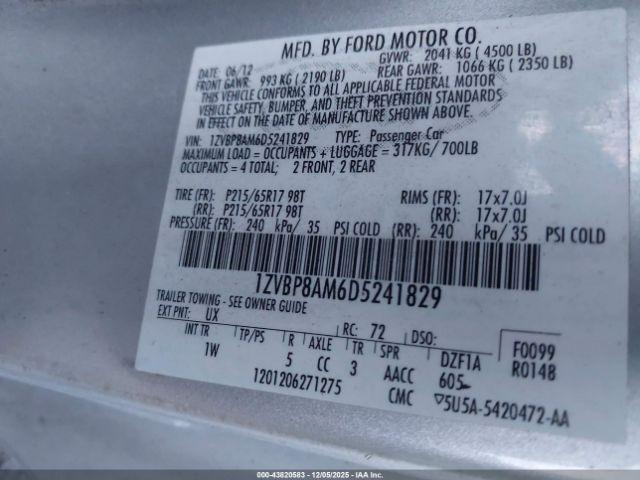 MFD. BY FORD MOTOR CO.
DATE: 06/12 GVWR: 2041 KG ( 4500 LB)
FRONT GAWR: 993 KG ( 2190 LB) REAR GAWR: 1066 KG ( 2350 LB)
THIS VEHICLE CONFORMS TO ALL APPLICABLE FEDERAL MOTOR
VEHICLE SAFETY, BUMPER, AND THEFT PREVENTION STANDARDS
IN EFFECT ON THE DATE OF MANUFACTURE SHOWN ABOVE.
VIN: 1ZVBP8AM6D5241829 TYPE: Passenger Car
MAXIMUM LOAD = OCCUPANTS + LUGGAGE = 317KG/ 700LB
OCCUPANTS = 4 TOTAL; 2 FRONT, 2 REAR
TIRE (FR): P215/65R17 98T RIMS (FR): 17x7.0J
(RR): P215/65R17 98T (RR): 17x7.0J
PRESSURE (FR): 240 kPa/ 35 PSI COLD (RR): 240 kPa/ 35 PSI COLD
1ZVBP8AM6D5241829
TRAILER TOWING - SEE OWNER GUIDE
EXT PNT: UX RC: 72 DSO: F0099
INT TR TP/PS R AXLE TR SPR DZF1A R0148
1W 5 CC 3 AACC 605
1201206271275 CMC ▽5U5A-5420472-AA
000-43820583 | 12/05/2025 - IAA Inc.